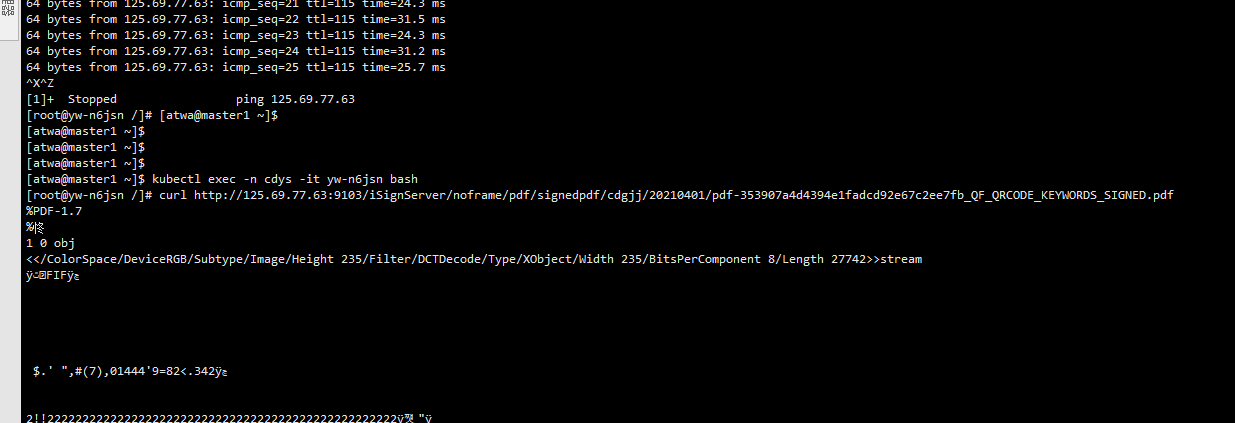 64 bytes from 125.69.77.63: icmp_seq=21 ttl=115 time=24.3 ms
64 bytes from 125.69.77.63: icmp_seq=22 ttl=115 time=31.5 ms
64 bytes from 125.69.77.63: icmp_seq=23 ttl=115 time=24.3 ms
64 bytes from 125.69.77.63: icmp_seq=24 ttl=115 time=31.2 ms
64 bytes from 125.69.77.63: icmp_seq=25 ttl=115 time=25.7 ms
^X^Z
[1]+  Stopped                 ping 125.69.77.63
[root@yw-n6jsn /]# [atwa@master1 ~]$
[atwa@master1 ~]$
[atwa@master1 ~]$
[atwa@master1 ~]$
[atwa@master1 ~]$ kubectl exec -n cdys -it yw-n6jsn bash
[root@yw-n6jsn /]# curl http://125.69.77.63:9103/iSignServer/noframe/pdf/signedpdf/cdgjj/20210401/pdf-353907a4d4394e1fadcd92e67c2ee7fb_QF_QRCODE_KEYWORDS_SIGNED.pdf
%PDF-1.7
%
1 0 obj
<</ColorSpace/DeviceRGB/Subtype/Image/Height 235/Filter/DCTDecode/Type/XObject/Width 235/BitsPerComponent 8/Length 27742>>stream
FIFÿ
$.' ",#(7),01444'9=82<.342ÿ
2!!22222222222222222222222222222222222222222222222222ÿ "ÿ